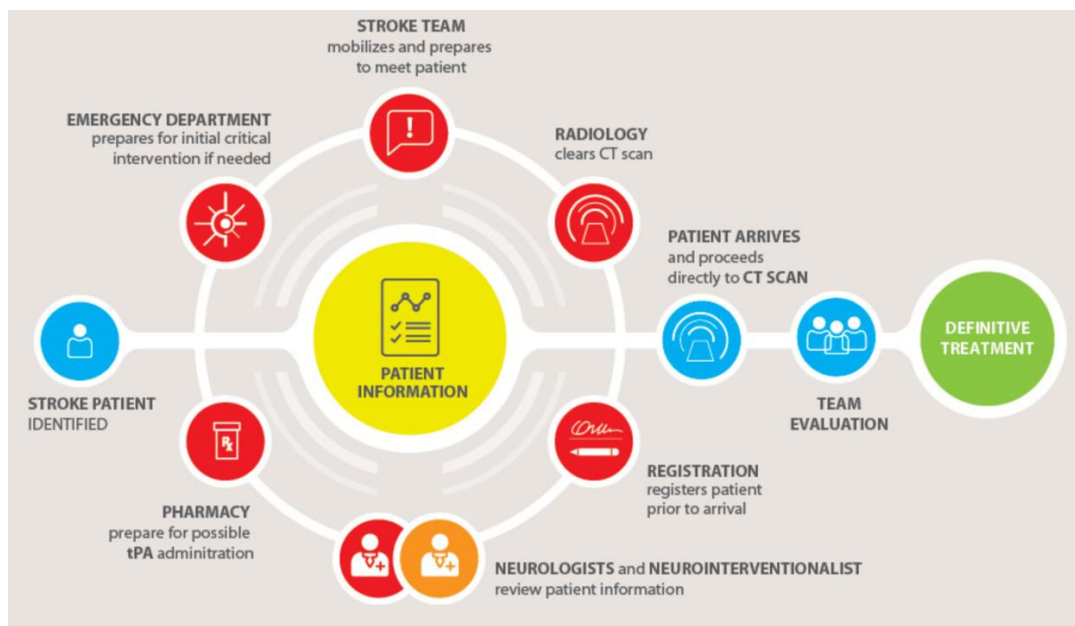 STROKE TEAM
mobilizes and prepares
to meet patient
EMERGENCY DEPARTMENT
prepares for initial critical
intervention if needed
!
RADIOLOGY
clears CT scan
PATIENT ARRIVES
and proceeds
directly to CT SCAN
PATIENT
INFORMATION
DEFINITIVE
TREATMENT
STROKE PATIENT
IDENTIFIED
TEAM
EVALUATION
Rx
REGISTRATION
registers patient
prior to arrival
PHARMACY
prepare for possible
tPA adminitration
NEUROLOGISTS and NEUROINTERVENTIONALIST
review patient information